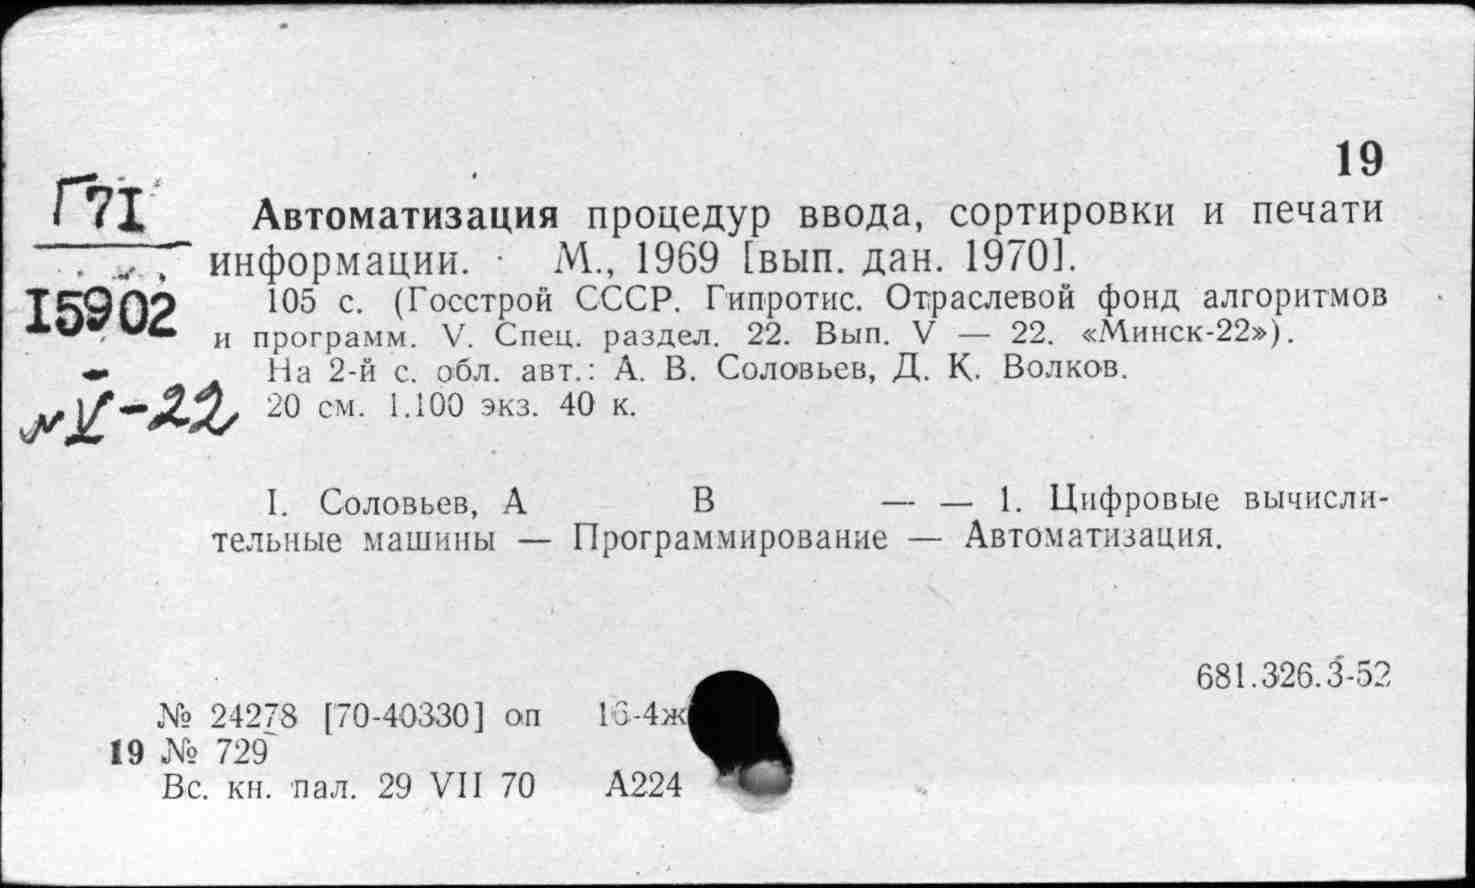 19
Г71
Автоматизация процедур ввода, сортировки и печати
информации. М., 1969 [вып. дан. 1970].
I5902
105 с. (Госстрой СССР. Гипротис. Отраслевой фонд алгоритмов
и программ. V. Спец. раздел. 22. Вып. V — 22. «Минск-22»).
На 2-й с. обл. авт.: А. В. Соловьев, Д. К. Волков.
V-22
20 см. 1.100 экз. 40 к.
I. Соловьев, А В — — 1. Цифровые вычисли-
тельные машины — Программирование — Автоматизация.
681.326.3-52
№ 24278 [70-40330] оп 16-4ж
19 № 729
Вс. кн. пал. 29 VII 70 А224